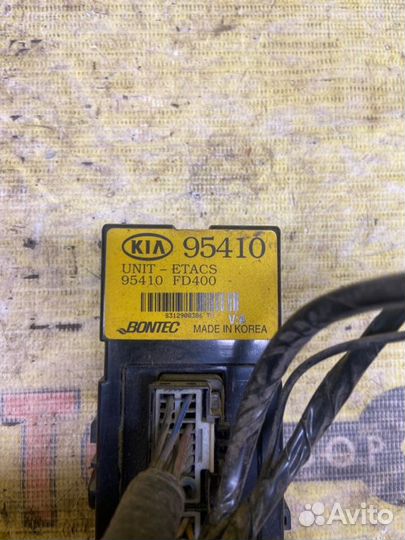 KIA 95410
UNIT - ETACS
95410 FD400
BONTEC MADE IN KOREA
Avito